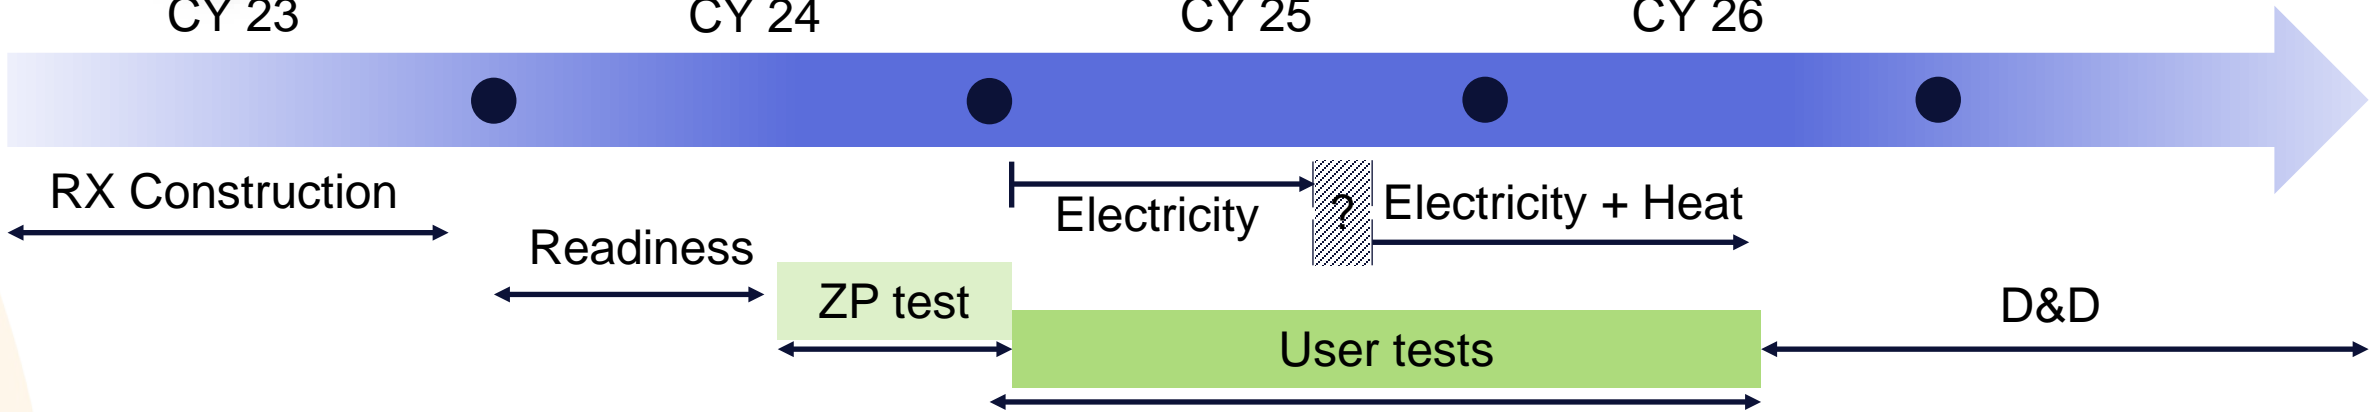 CY 23
CY 24
CY 25
CY 26
RX Construction
Readiness
ZP test
Electricity
?
Electricity + Heat
User tests
D&D